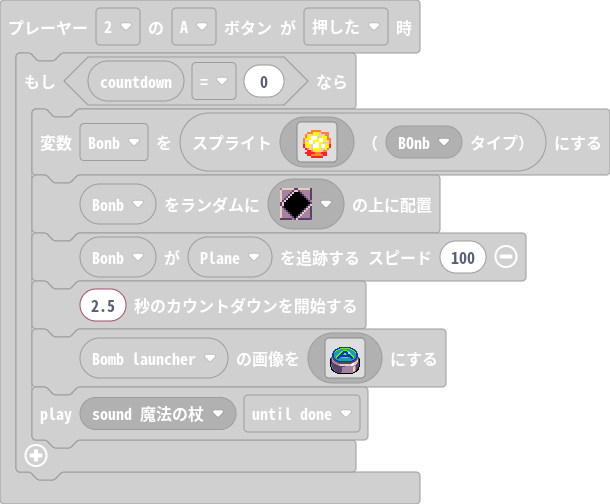 プレーヤー 2 の A ボタン が 押した 時
もし countdown = 0 なら
変数 Bonb を スプライト ( BOnb タイプ) にする
Bonb をランダムに の上に配置
Bonb が Plane を追跡する スピード 100
2.5 秒のカウントダウンを開始する
Bomb launcher の画像を にする
play sound 魔法の杖 until done